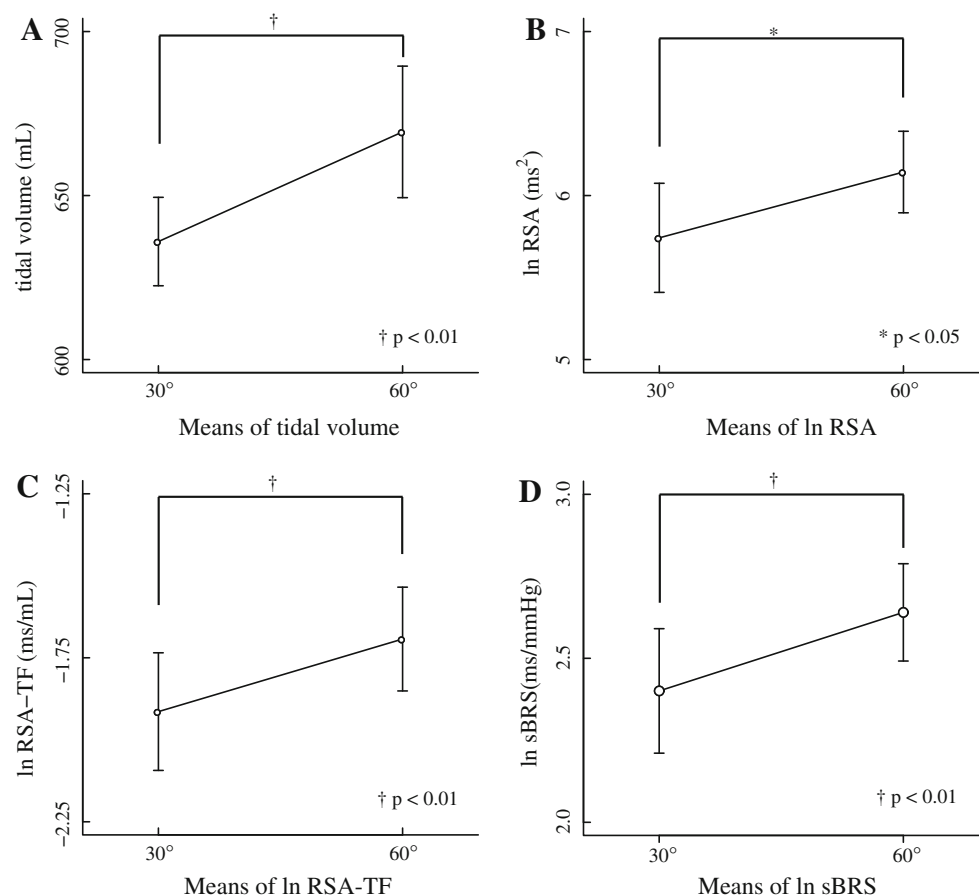 A
†
700
650
600
tidal volume (mL)
† p < 0.01
30°
60°
Means of tidal volume
B
*
7
6
5
ln RSA (ms²)
* p < 0.05
30°
60°
Means of ln RSA
C
†
−1.25
−1.75
−2.25
ln RSA−TF (ms/mL)
† p < 0.01
30°
60°
Means of ln RSA-TF
D
†
3.0
2.5
2.0
ln sBRS(ms/mmHg)
† p < 0.01
30°
60°
Means of ln sBRS